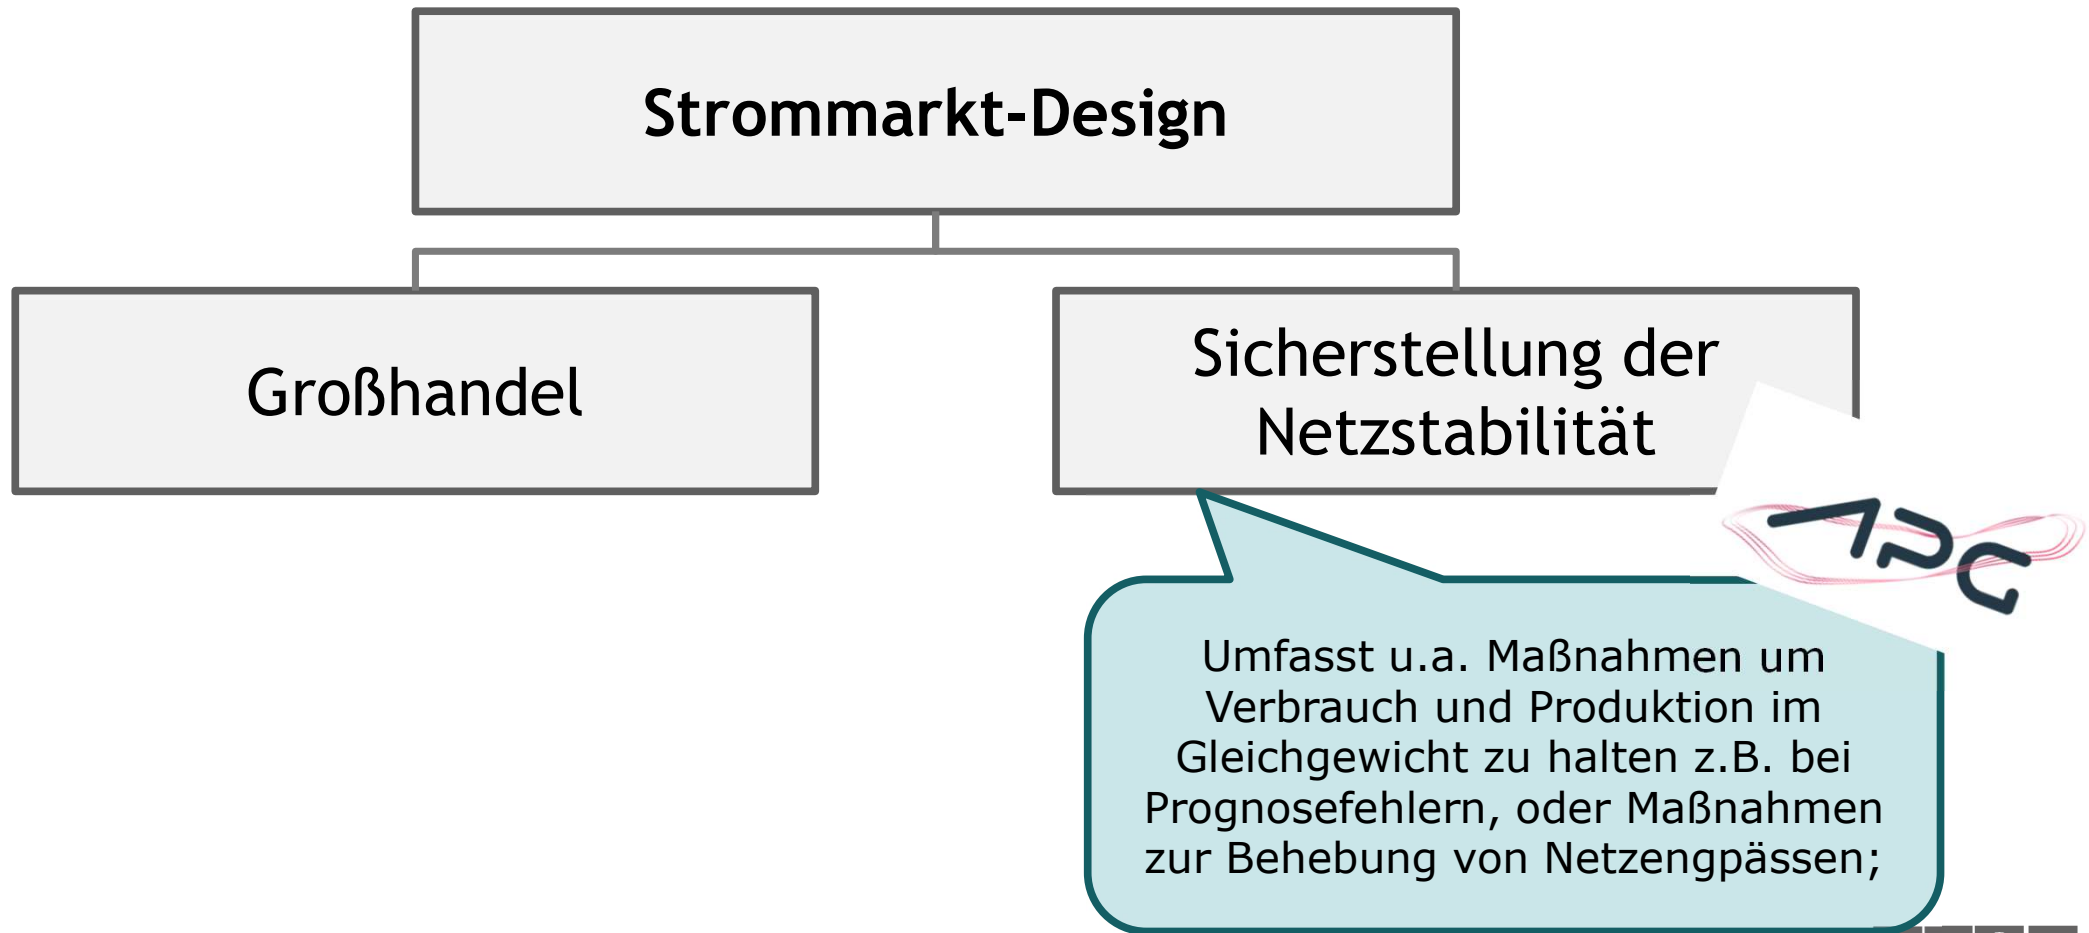 Strommarkt-Design
Großhandel
Sicherstellung der
Netzstabilität
APG
Umfasst u.a. Maßnahmen um
Verbrauch und Produktion im
Gleichgewicht zu halten z.B. bei
Prognosefehlern, oder Maßnahmen
zur Behebung von Netzengpässen;